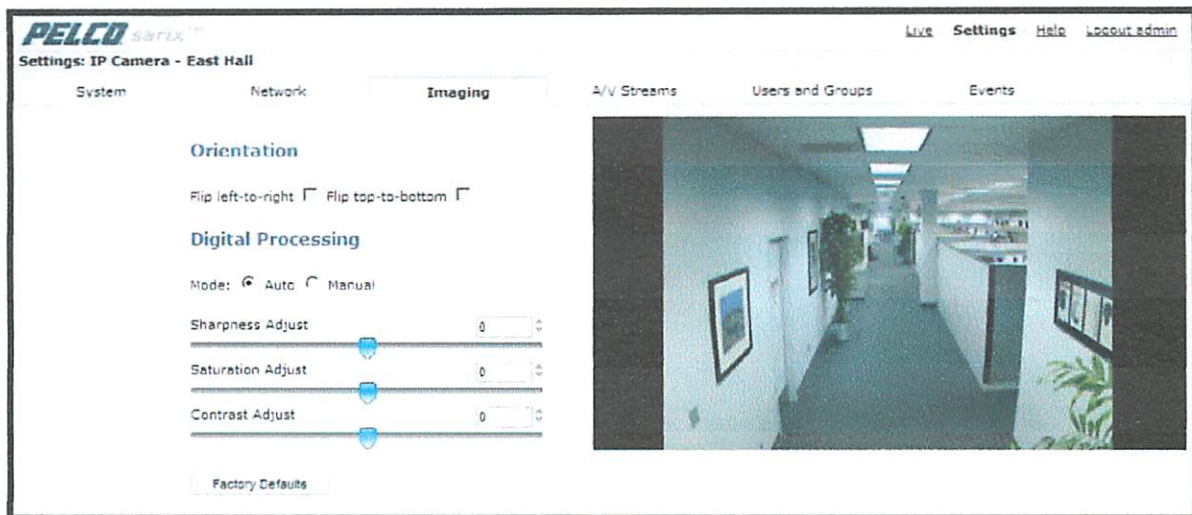 PELCO sarix™
Live Settings Help Logout admin
Settings: IP Camera - East Hall
System Network Imaging A/V Streams Users and Groups Events
Orientation
Flip left-to-right Flip top-to-bottom
Digital Processing
Mode: Auto Manual
Sharpness Adjust 0
Saturation Adjust 0
Contrast Adjust 0
Factory Defaults